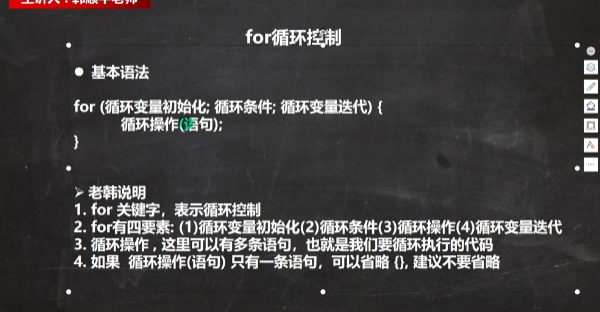 for循环控制
基本语法
for (循环变量初始化; 循环条件; 循环变量迭代) {
循环操作(语句);
}
老韩说明
1. for 关键字，表示循环控制
2. for有四要素: (1)循环变量初始化(2)循环条件(3)循环操作(4)循环变量迭代
3. 循环操作 , 这里可以有多条语句，也就是我们要循环执行的代码
4. 如果 循环操作(语句) 只有一条语句，可以省略 {}, 建议不要省略